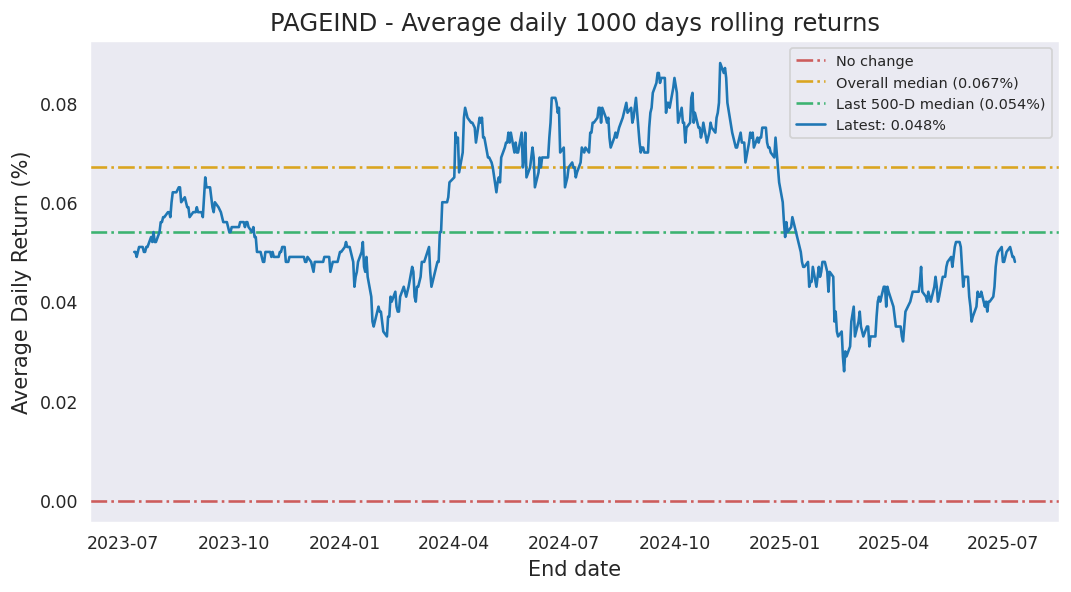 PAGEIND - Average daily 1000 days rolling returns
No change
Overall median (0.067%)
Last 500-D median (0.054%)
Latest: 0.048%
Average Daily Return (%)
0.08
0.06
0.04
0.02
0.00
2023-07 2023-10 2024-01 2024-04 2024-07 2024-10 2025-01 2025-04 2025-07
End date